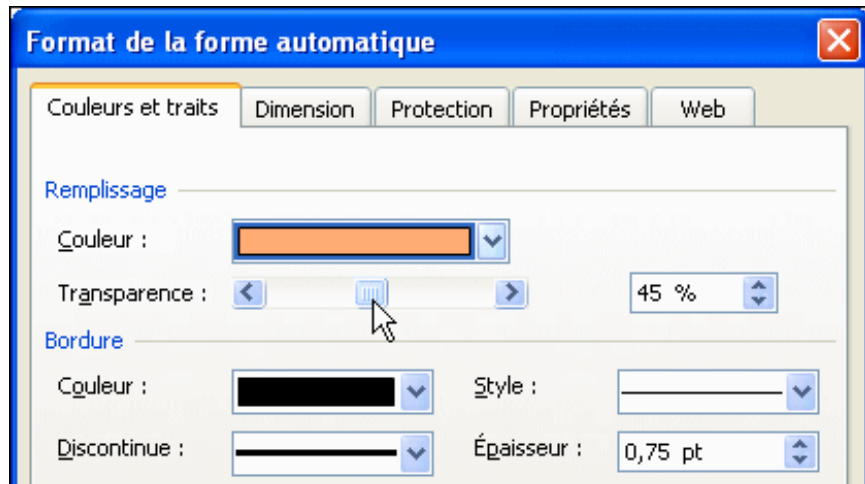 Format de la forme automatique
Couleurs et traits Dimension Protection Propriétés Web
Remplissage
Couleur :
Transparence : 45 %
Bordure
Couleur : Style :
Discontinue : Épaisseur : 0,75 pt